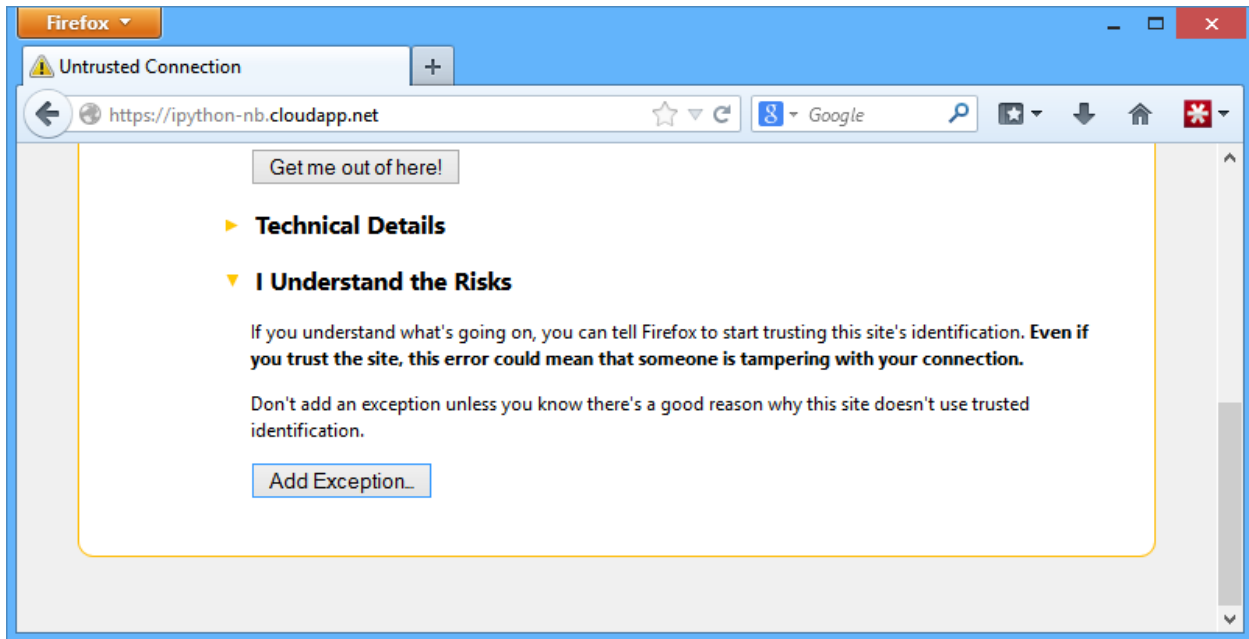 Firefox
Untrusted Connection
https://ipython-nb.cloudapp.net
Google
Get me out of here!
Technical Details
I Understand the Risks
If you understand what's going on, you can tell Firefox to start trusting this site's identification. Even if
you trust the site, this error could mean that someone is tampering with your connection.
Don't add an exception unless you know there's a good reason why this site doesn't use trusted
identification.
Add Exception…